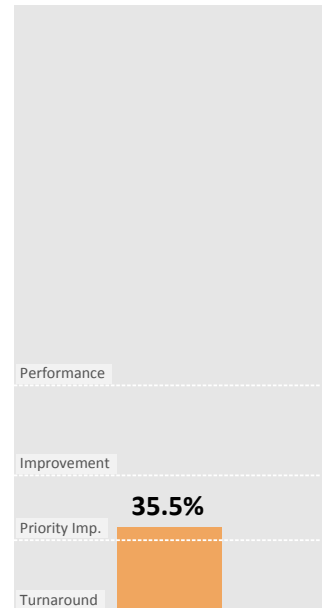 Performance
Improvement
35.5%
Priority Imp.
Turnaround